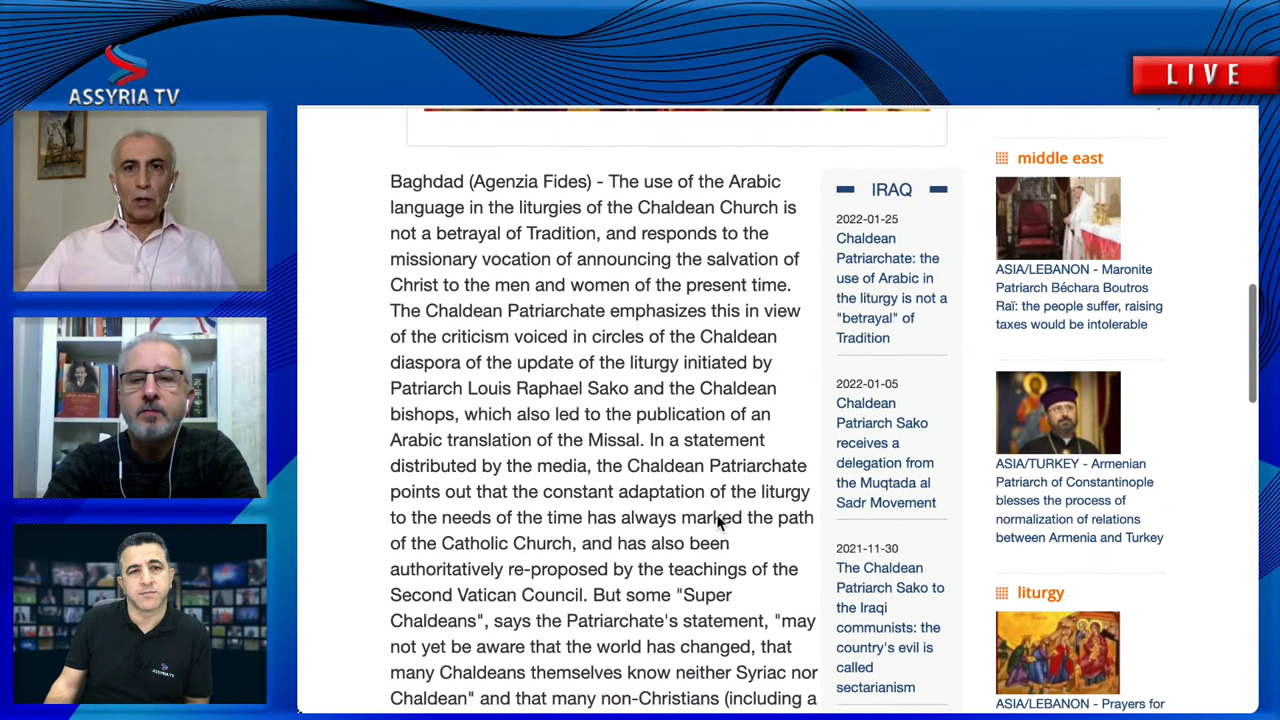 ASSYRIA TV
LIVE
Baghdad (Agenzia Fides) - The use of the Arabic
language in the liturgies of the Chaldean Church is
not a betrayal of Tradition, and responds to the
missionary vocation of announcing the salvation of
Christ to the men and women of the present time.
The Chaldean Patriarchate emphasizes this in view
of the criticism voiced in circles of the Chaldean
diaspora of the update of the liturgy initiated by
Patriarch Louis Raphael Sako and the Chaldean
bishops, which also led to the publication of an
Arabic translation of the Missal. In a statement
distributed by the media, the Chaldean Patriarchate
points out that the constant adaptation of the liturgy
to the needs of the time has always marked the path
of the Catholic Church, and has also been
authoritatively re-proposed by the teachings of the
Second Vatican Council. But some "Super
Chaldeans", says the Patriarchate's statement, "may
not yet be aware that the world has changed, that
many Chaldeans themselves know neither Syriac nor
Chaldean" and that many non-Christians (including a
IRAQ
2022-01-25
Chaldean
Patriarchate: the
use of Arabic in
the liturgy is not a
"betrayal" of
Tradition
2022-01-05
Chaldean
Patriarch Sako
receives a
delegation from
the Muqtada al
Sadr Movement
2021-11-30
The Chaldean
Patriarch Sako to
the Iraqi
communists: the
country's evil is
called
sectarianism
middle east
ASIA/LEBANON - Maronite
Patriarch Béchara Boutros
Raï: the people suffer, raising
taxes would be intolerable
ASIA/TURKEY - Armenian
Patriarch of Constantinople
blesses the process of
normalization of relations
between Armenia and Turkey
liturgy
ASIA/LEBANON - Prayers for
ASSYRIA TV